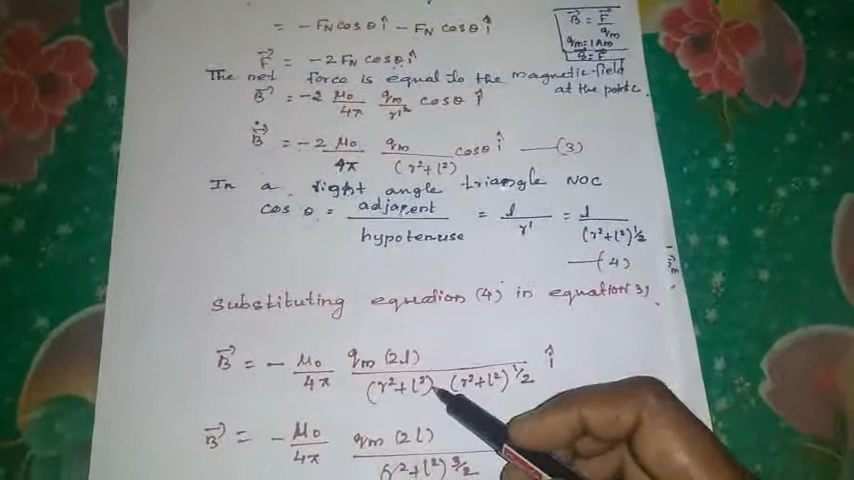 = − F_N cos θ î − F_N cos θ î
B⃗ = F⃗ / q_m
q_m = 1 Am
B⃗ = F⃗
F⃗ = − 2 F_N cos θ î
The net force is equal to the magnetic field
at the point.
B⃗ = − 2 μ₀/4π q_m/r'² cos θ î
B⃗ = − 2 μ₀/4π q_m/(r²+l²) cos θ î —(3)
In a right angle triangle NOC
cos θ = adjacent/hypotenuse = l/r' = l/(r²+l²)^½
—(4)
Substituting equation (4) in equation (3)
B⃗ = − μ₀/4π q_m (2l)/(r²+l²) (r²+l²)^½ î
B⃗ = − μ₀/4π q_m (2l)/(r²+l²)^3/2